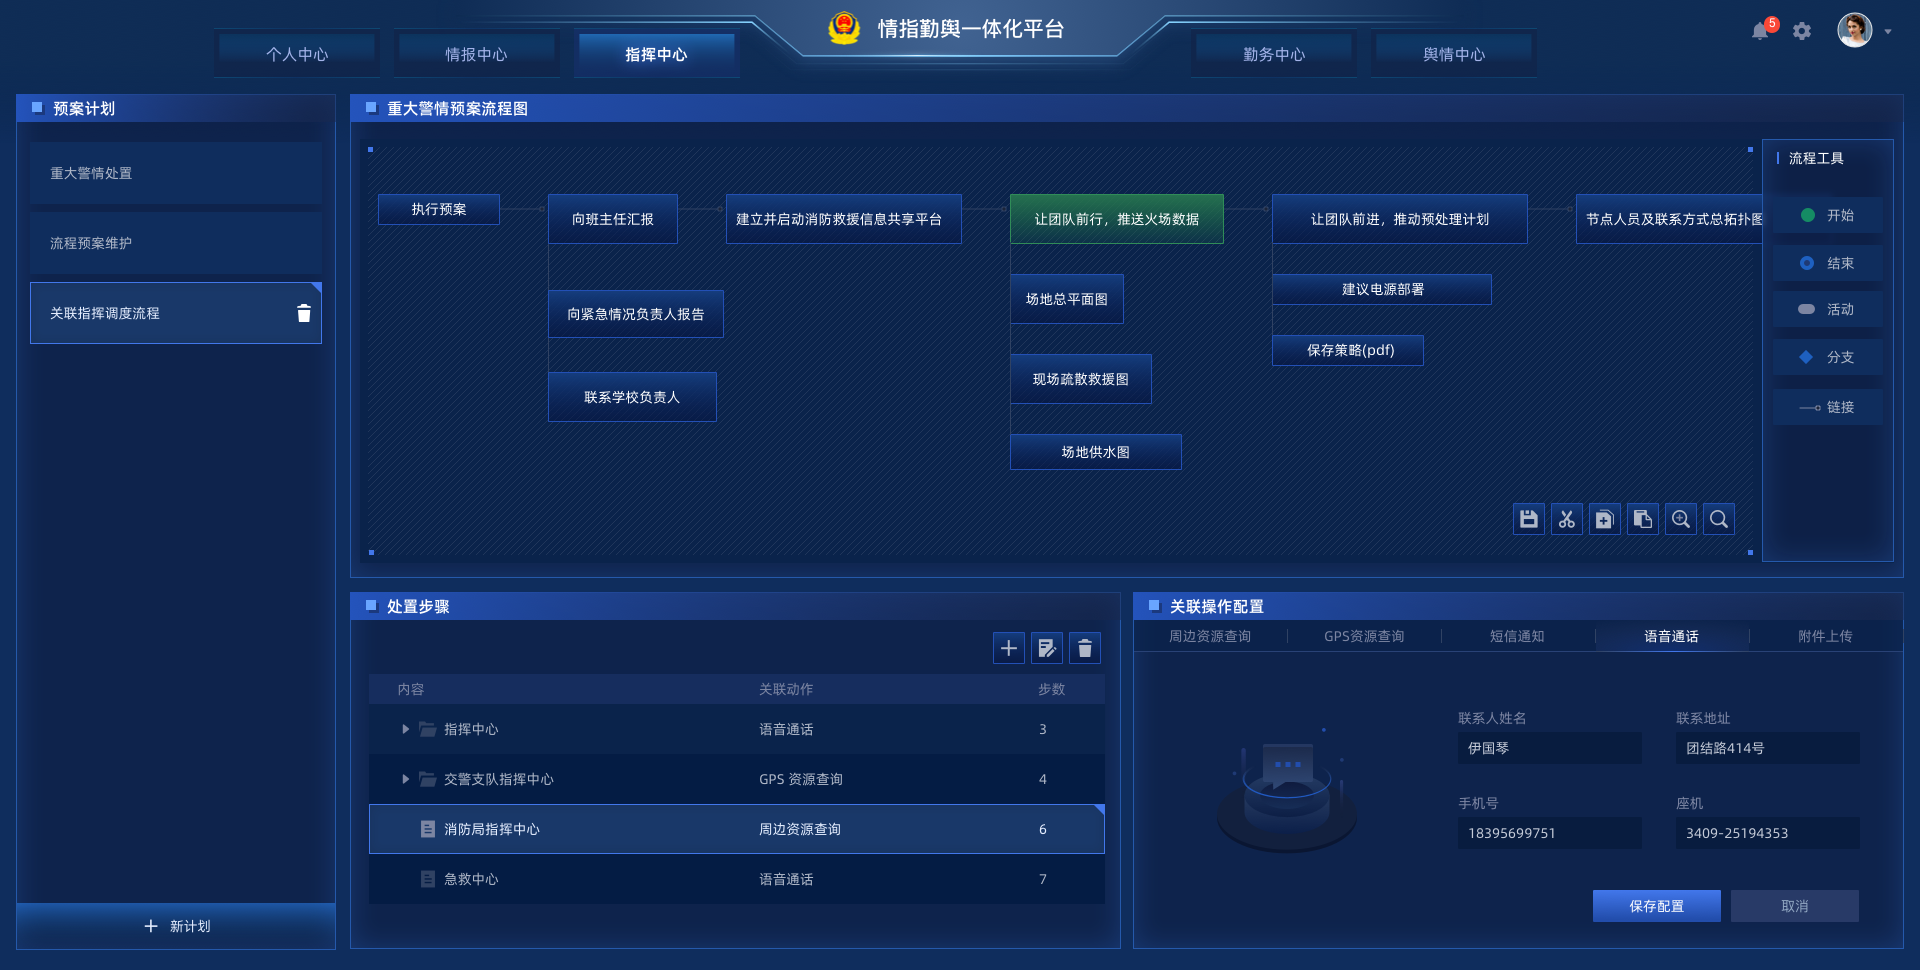 情指勤舆一体化平台
5
个人中心
情报中心
指挥中心
勤务中心
舆情中心
预案计划
重大警情处置
流程预案维护
关联指挥调度流程
新计划
重大警情预案流程图
执行预案
向班主任汇报
建立并启动消防救援信息共享平台
让团队前行，推送火场数据
让团队前进，推动预处理计划
节点人员及联系方式总拓扑图
向紧急情况负责人报告
联系学校负责人
场地总平面图
现场疏散救援图
场地供水图
建议电源部署
保存策略(pdf)
流程工具
开始
结束
活动
分支
链接
处置步骤
内容 关联动作 步数
指挥中心 语音通话 3
交警支队指挥中心 GPS 资源查询 4
消防局指挥中心 周边资源查询 6
急救中心 语音通话 7
关联操作配置
周边资源查询 GPS资源查询 短信通知 语音通话 附件上传
联系人姓名 联系地址
伊国琴 团结路414号
手机号 座机
18395699751 3409-25194353
保存配置 取消